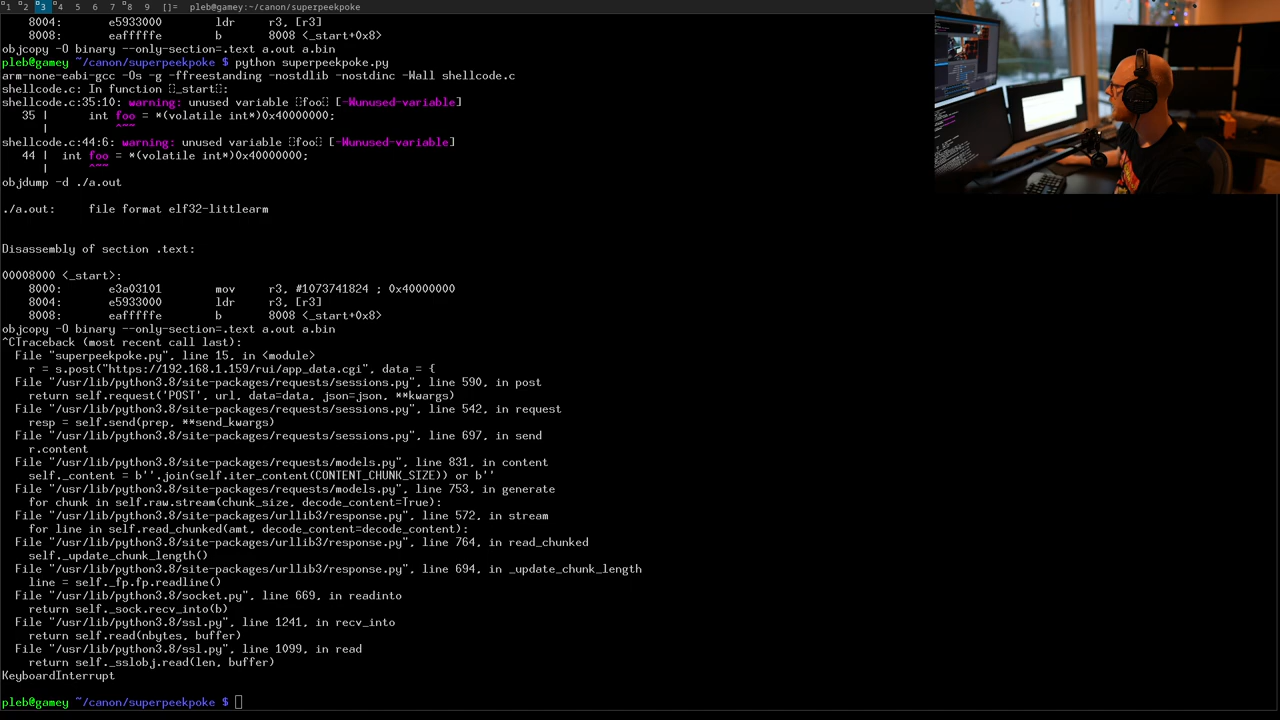 1 2 3 4 5 6 7 8 9 []= pleb@gamey:~/canon/superpeekpoke
8004: e5933000 ldr r3, [r3]
8008: eafffffe b 8008 <_start+0x8>
objcopy -O binary --only-section=.text a.out a.bin
pleb@gamey ~/canon/superpeekpoke $ python superpeekpoke.py
arm-none-eabi-gcc -Os -g -ffreestanding -nostdlib -nostdinc -Wall shellcode.c
shellcode.c: In function _start:
shellcode.c:35:10: warning: unused variable foo [-Wunused-variable]
35 | int foo = *(volatile int*)0x40000000;
| ^~~
shellcode.c:44:6: warning: unused variable foo [-Wunused-variable]
44 | int foo = *(volatile int*)0x40000000;
| ^~~
objdump -d ./a.out
./a.out: file format elf32-littlearm
Disassembly of section .text:
00008000 <_start>:
8000: e3a03101 mov r3, #1073741824 ; 0x40000000
8004: e5933000 ldr r3, [r3]
8008: eafffffe b 8008 <_start+0x8>
objcopy -O binary --only-section=.text a.out a.bin
^CTraceback (most recent call last):
File "superpeekpoke.py", line 15, in <module>
r = s.post("https://192.168.1.159/rui/app_data.cgi", data = {
File "/usr/lib/python3.8/site-packages/requests/sessions.py", line 590, in post
return self.request('POST', url, data=data, json=json, **kwargs)
File "/usr/lib/python3.8/site-packages/requests/sessions.py", line 542, in request
resp = self.send(prep, **send_kwargs)
File "/usr/lib/python3.8/site-packages/requests/sessions.py", line 697, in send
r.content
File "/usr/lib/python3.8/site-packages/requests/models.py", line 831, in content
self._content = b''.join(self.iter_content(CONTENT_CHUNK_SIZE)) or b''
File "/usr/lib/python3.8/site-packages/requests/models.py", line 753, in generate
for chunk in self.raw.stream(chunk_size, decode_content=True):
File "/usr/lib/python3.8/site-packages/urllib3/response.py", line 572, in stream
for line in self.read_chunked(amt, decode_content=decode_content):
File "/usr/lib/python3.8/site-packages/urllib3/response.py", line 764, in read_chunked
self._update_chunk_length()
File "/usr/lib/python3.8/site-packages/urllib3/response.py", line 694, in _update_chunk_length
line = self._fp.fp.readline()
File "/usr/lib/python3.8/socket.py", line 669, in readinto
return self._sock.recv_into(b)
File "/usr/lib/python3.8/ssl.py", line 1241, in recv_into
return self.read(nbytes, buffer)
File "/usr/lib/python3.8/ssl.py", line 1099, in read
return self._sslobj.read(len, buffer)
KeyboardInterrupt
pleb@gamey ~/canon/superpeekpoke $